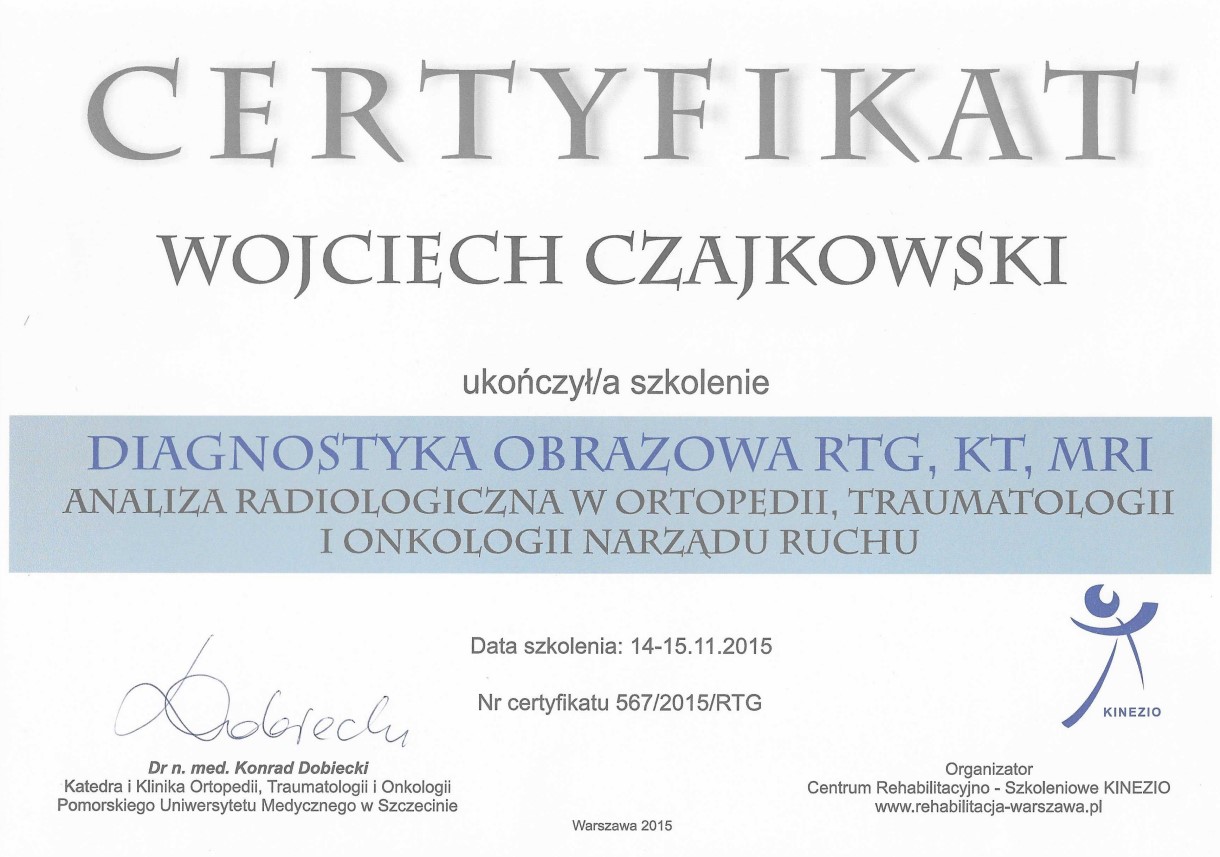 CERTYFIKAT
WOJCIECH CZAJKOWSKI
ukończył/a szkolenie
DIAGNOSTYKA OBRAZOWA RTG, KT, MRI
ANALIZA RADIOLOGICZNA W ORTOPEDII, TRAUMATOLOGII
I ONKOLOGII NARZĄDU RUCHU
Data szkolenia: 14-15.11.2015
Nr certyfikatu 567/2015/RTG
KINEZIO
Dobiecki
Dr n. med. Konrad Dobiecki
Katedra i Klinika Ortopedii, Traumatologii i Onkologii
Pomorskiego Uniwersytetu Medycznego w Szczecinie
Organizator
Centrum Rehabilitacyjno - Szkoleniowe KINEZIO
www.rehabilitacja-warszawa.pl
Warszawa 2015